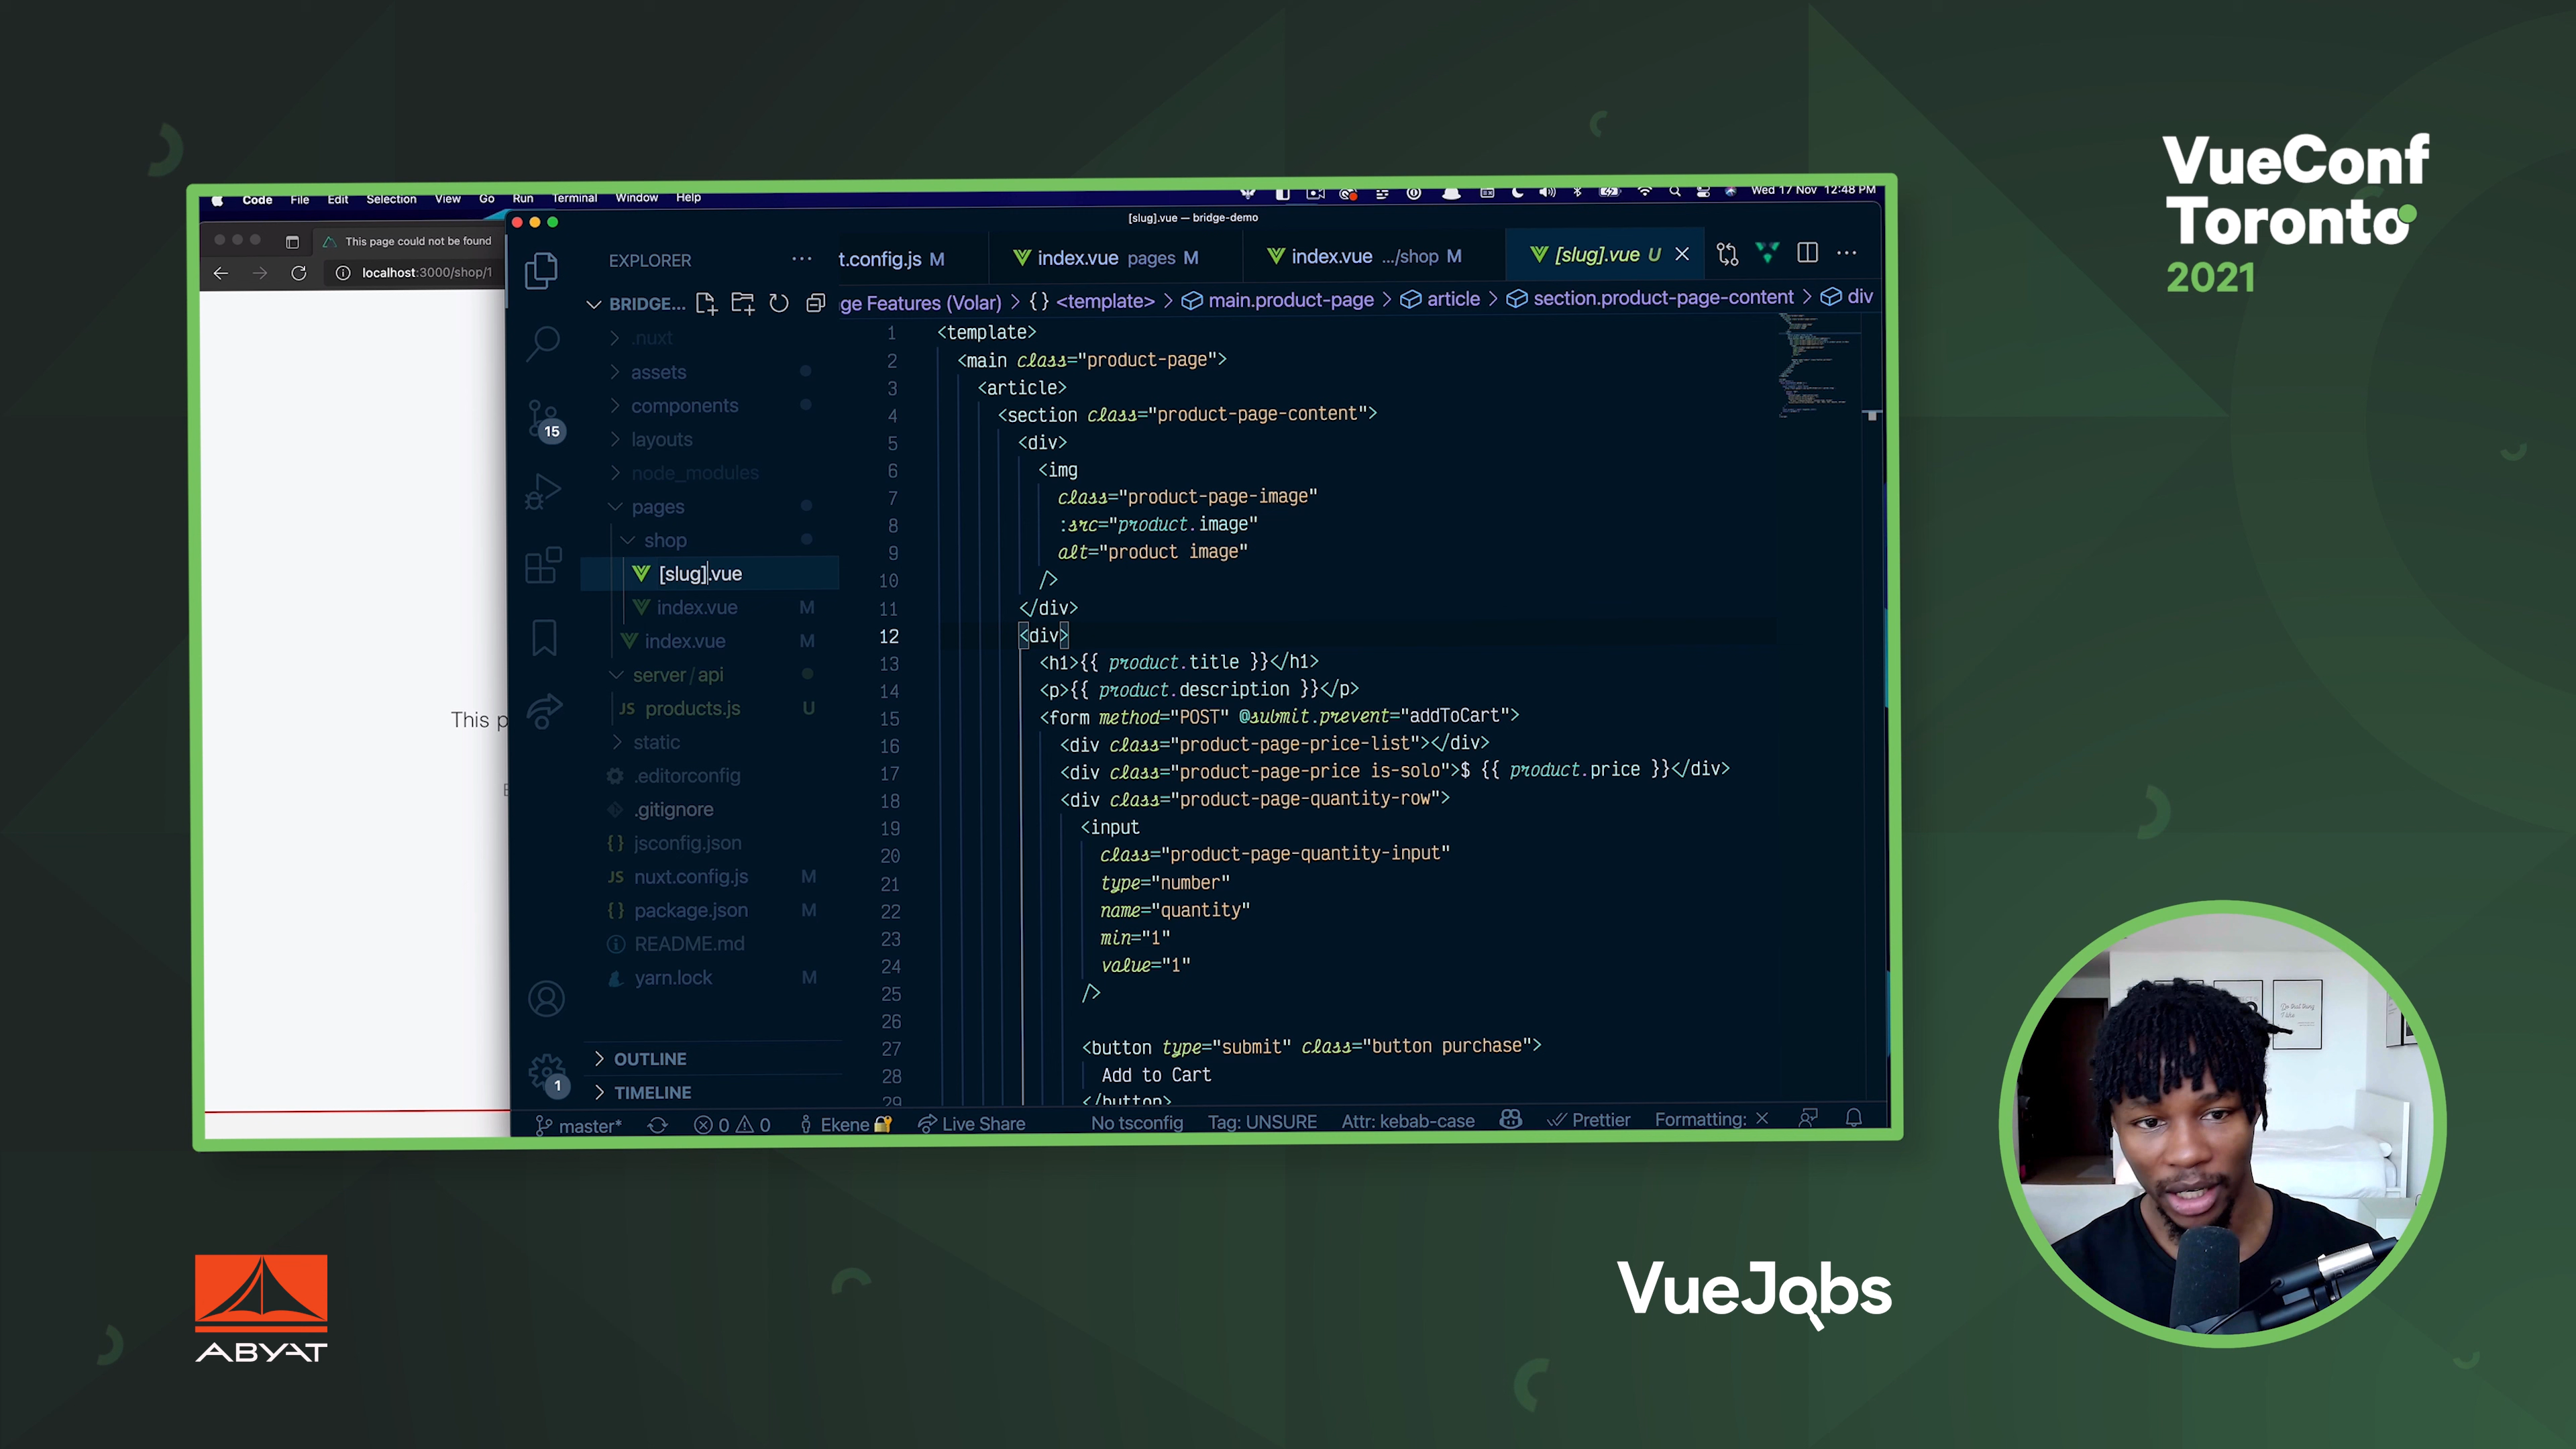 VueConf
Toronto
2021
Code File Edit Selection View Go Run Terminal Window Help
Wed 17 Nov 12:48 PM
This page could not be found
localhost:3000/shop/1
This p
[slug].vue — bridge-demo
EXPLORER
t.config.js M
index.vue pages M
index.vue .../shop M
[slug].vue U
BRIDGE...
ge Features (Volar) > {} <template> > main.product-page > article > section.product-page-content > div
.nuxt
assets
components
layouts
node_modules
pages
shop
[slug].vue
index.vue M
index.vue M
server/api
JS products.js U
static
.editorconfig
.gitignore
{} jsconfig.json
JS nuxt.config.js M
{} package.json M
README.md
yarn.lock M
OUTLINE
TIMELINE
15
1
1 <template>
2 <main class="product-page">
3 <article>
4 <section class="product-page-content">
5 <div>
6 <img
7 class="product-page-image"
8 :src="product.image"
9 alt="product image"
10 />
11 </div>
12 <div>
13 <h1>{{ product.title }}</h1>
14 <p>{{ product.description }}</p>
15 <form method="POST" @submit.prevent="addToCart">
16 <div class="product-page-price-list"></div>
17 <div class="product-page-price is-solo">$ {{ product.price }}</div>
18 <div class="product-page-quantity-row">
19 <input
20 class="product-page-quantity-input"
21 type="number"
22 name="quantity"
23 min="1"
24 value="1"
25 />
26
27 <button type="submit" class="button purchase">
28 Add to Cart
29 </button>
master* 0 0 Ekene Live Share No tsconfig Tag: UNSURE Attr: kebab-case Prettier Formatting: ✕
ABYAT
VueJobs